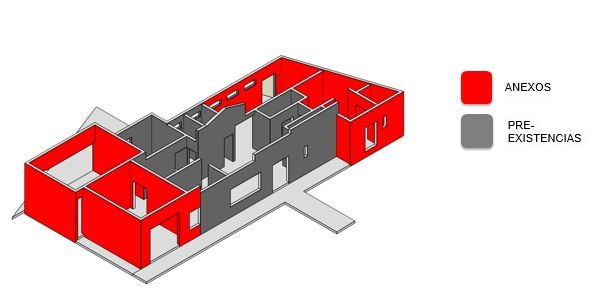 ANEXOS
PRE-
EXISTENCIAS